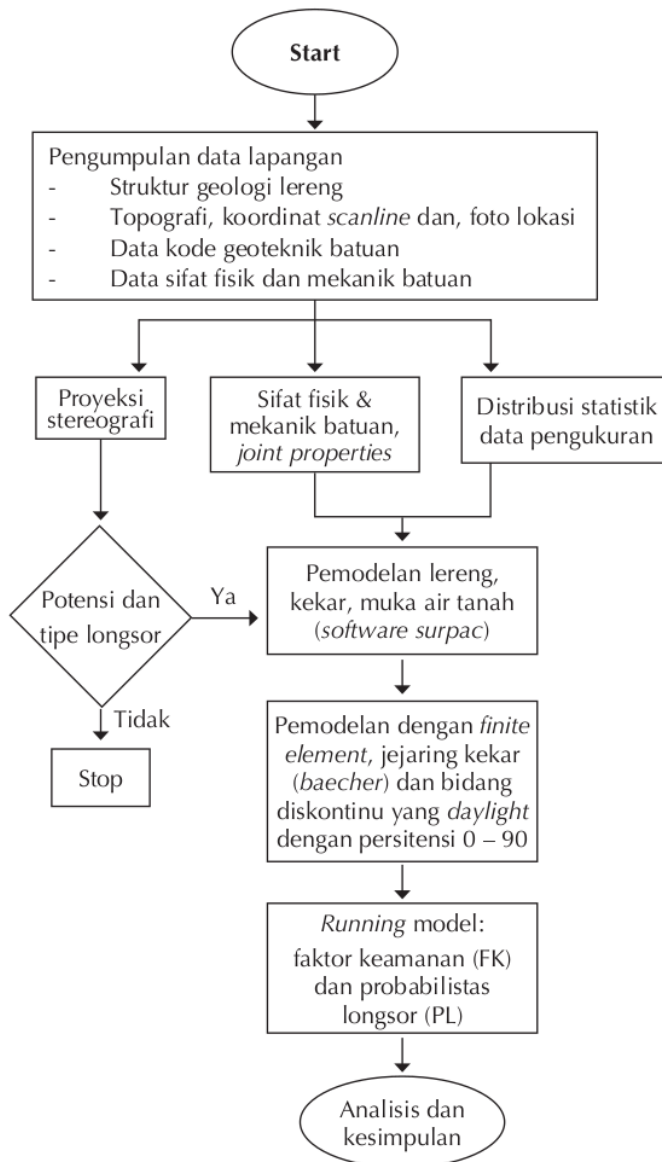 Start
Pengumpulan data lapangan
- Struktur geologi lereng
- Topografi, koordinat scanline dan, foto lokasi
- Data kode geoteknik batuan
- Data sifat fisik dan mekanik batuan
Proyeksi
stereografi
Sifat fisik &
mekanik batuan,
joint properties
Distribusi statistik
data pengukuran
Potensi dan
tipe longsor
Ya
Tidak
Stop
Pemodelan lereng,
kekar, muka air tanah
(software surpac)
Pemodelan dengan finite
element, jejaring kekar
(baecher) dan bidang
diskontinu yang daylight
dengan persitensi 0 – 90
Running model:
faktor keamanan (FK)
dan probabilistas
longsor (PL)
Analisis dan
kesimpulan